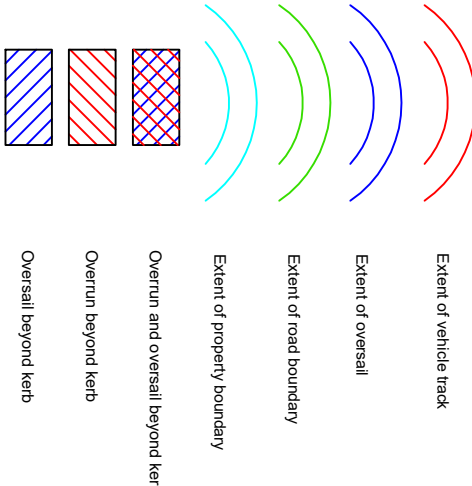 Extent of vehicle track
Extent of oversail
Extent of road boundary
Extent of property boundary
Overrun and oversail beyond ker
Overrun beyond kerb
Oversail beyond kerb